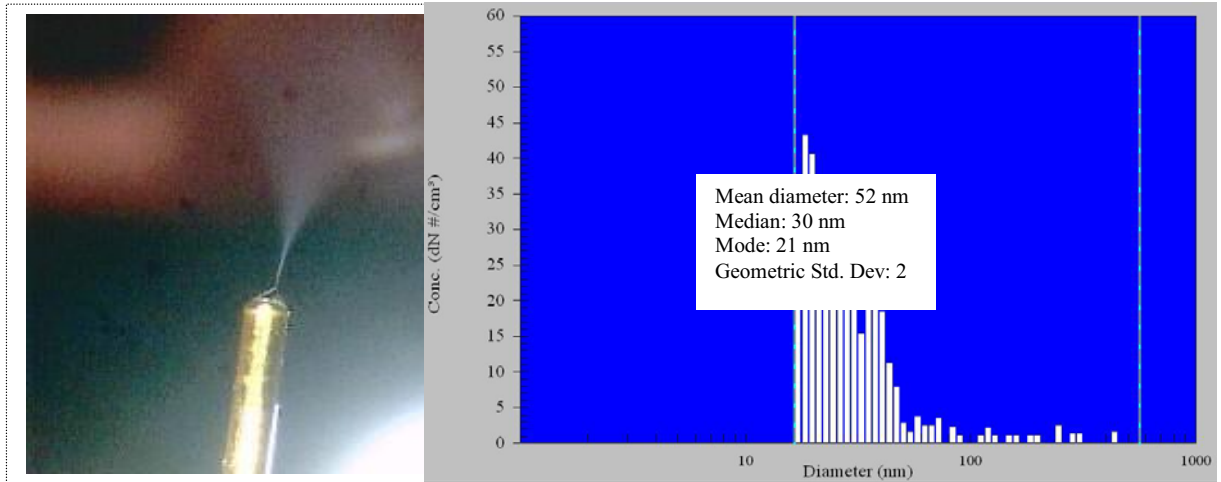 60
55
50
45
40
35
30
25
20
15
10
5
0
Conc. (dN #/cm³)
Mean diameter: 52 nm
Median: 30 nm
Mode: 21 nm
Geometric Std. Dev: 2
10
100
1000
Diameter (nm)